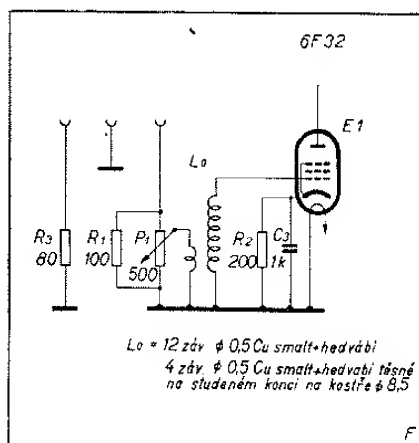 6F32
E1
Lo
R3
80
R1
100
P1
500
R2
200
C3
1k
Lo = 12 záv ϕ 0,5 Cu smalt+hedvábí
4 záv. ϕ 0,5 Cu smalt+hedvábí těsně
na studeném konci na kostře ϕ 8,5
F